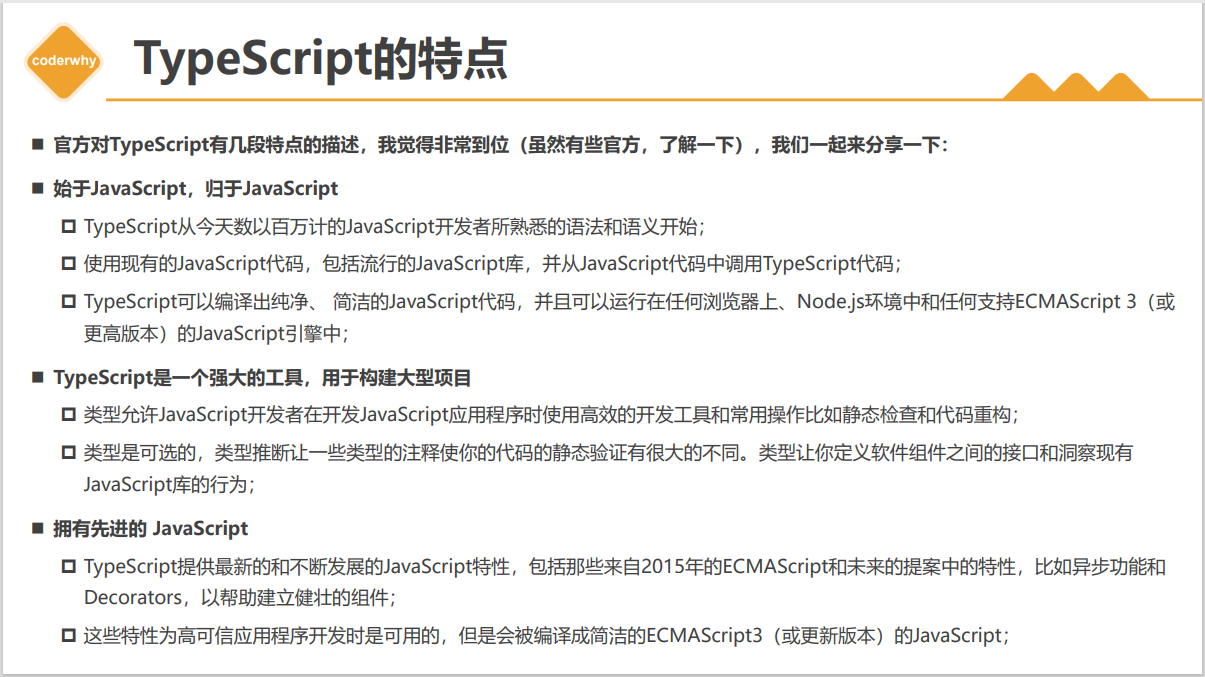 coderwhy
TypeScript的特点
官方对TypeScript有几段特点的描述，我觉得非常到位（虽然有些官方，了解一下），我们一起来分享一下：
始于JavaScript，归于JavaScript
TypeScript从今天数以百万计的JavaScript开发者所熟悉的语法和语义开始；
使用现有的JavaScript代码，包括流行的JavaScript库，并从JavaScript代码中调用TypeScript代码；
TypeScript可以编译出纯净、 简洁的JavaScript代码，并且可以运行在任何浏览器上、Node.js环境中和任何支持ECMAScript 3（或
更高版本）的JavaScript引擎中；
TypeScript是一个强大的工具，用于构建大型项目
类型允许JavaScript开发者在开发JavaScript应用程序时使用高效的开发工具和常用操作比如静态检查和代码重构；
类型是可选的，类型推断让一些类型的注释使你的代码的静态验证有很大的不同。类型让你定义软件组件之间的接口和洞察现有
JavaScript库的行为；
拥有先进的 JavaScript
TypeScript提供最新的和不断发展的JavaScript特性，包括那些来自2015年的ECMAScript和未来的提案中的特性，比如异步功能和
Decorators，以帮助建立健壮的组件；
这些特性为高可信应用程序开发时是可用的，但是会被编译成简洁的ECMAScript3（或更新版本）的JavaScript；